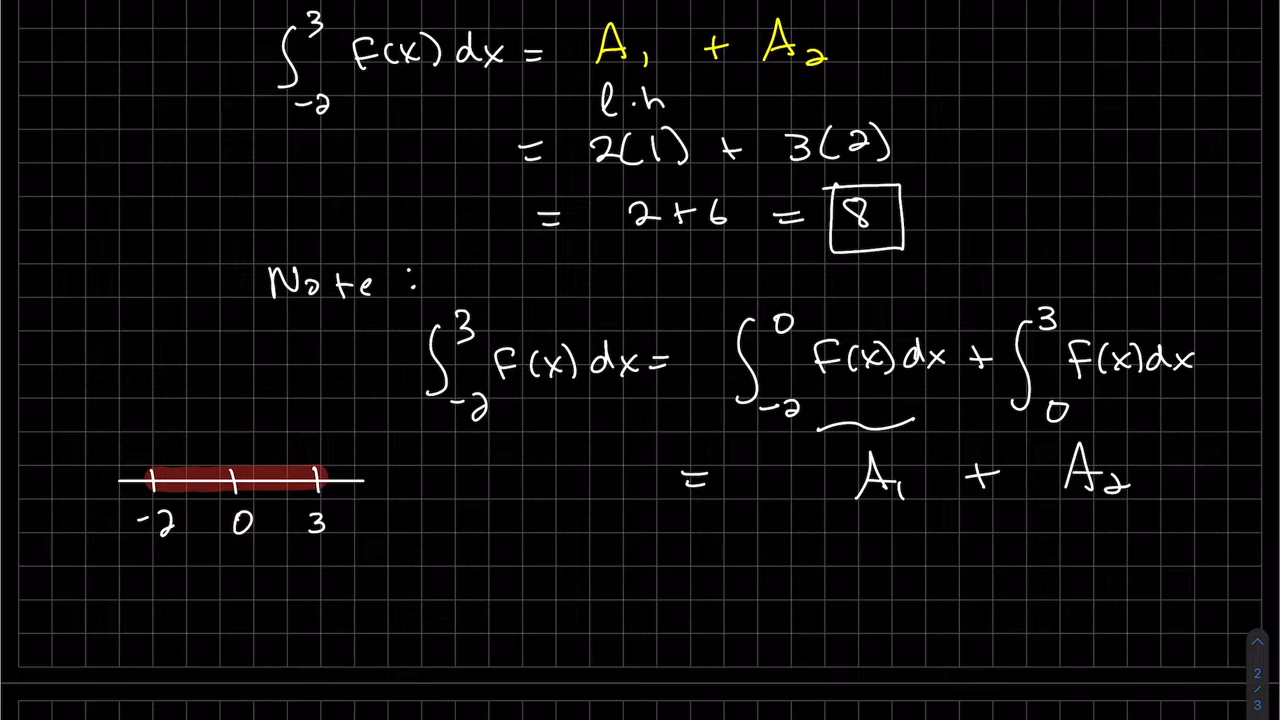 ∫_{-2}^{3} F(x) dx = A₁ + A₂
l·h
= 2(1) + 3(2)
= 2 + 6 = 8
Note :
∫_{-2}^{3} F(x) dx = ∫_{-2}^{0} F(x) dx + ∫_{0}^{3} F(x) dx
= A₁ + A₂
-2 0 3
2 / 3